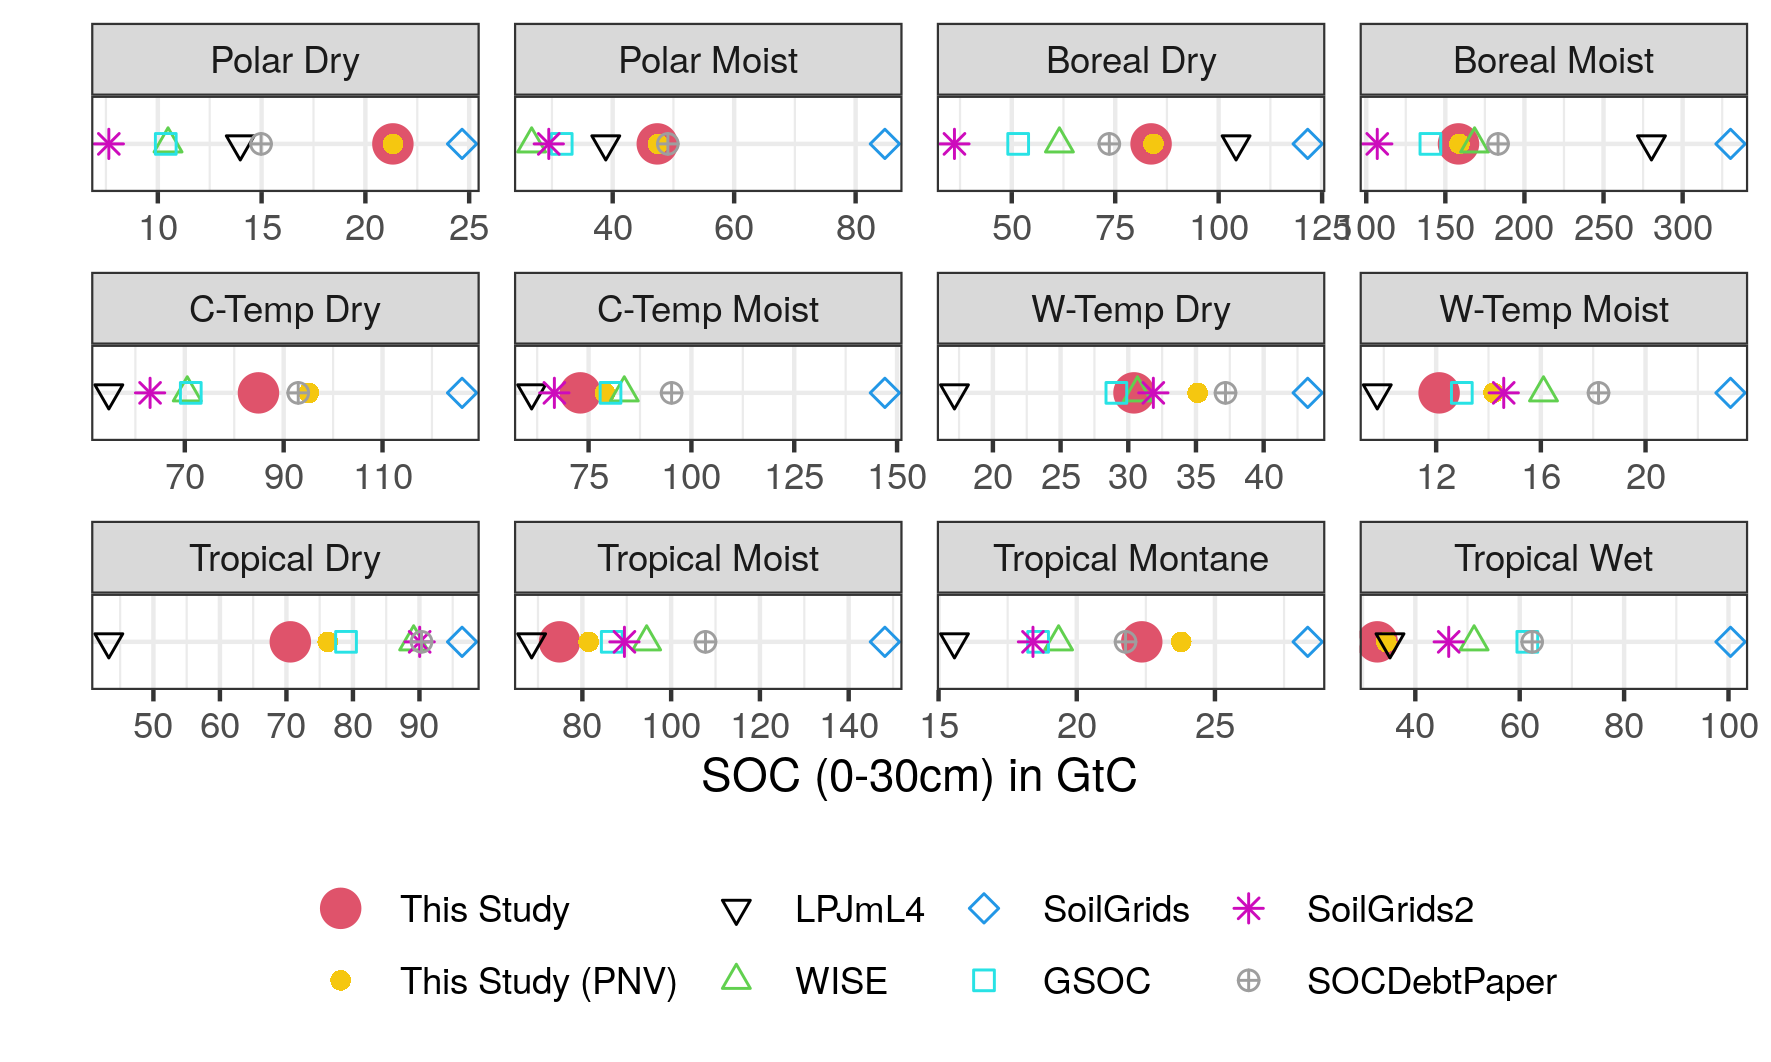 Polar Dry Polar Moist Boreal Dry Boreal Moist
10 15 20 25 40 60 80 50 75 100 125 100 150 200 250 300
C-Temp Dry C-Temp Moist W-Temp Dry W-Temp Moist
70 90 110 75 100 125 150 20 25 30 35 40 12 16 20
Tropical Dry Tropical Moist Tropical Montane Tropical Wet
50 60 70 80 90 80 100 120 140 15 20 25 40 60 80 100
SOC (0-30cm) in GtC
This Study LPJmL4 SoilGrids SoilGrids2
This Study (PNV) WISE GSOC SOCDebtPaper